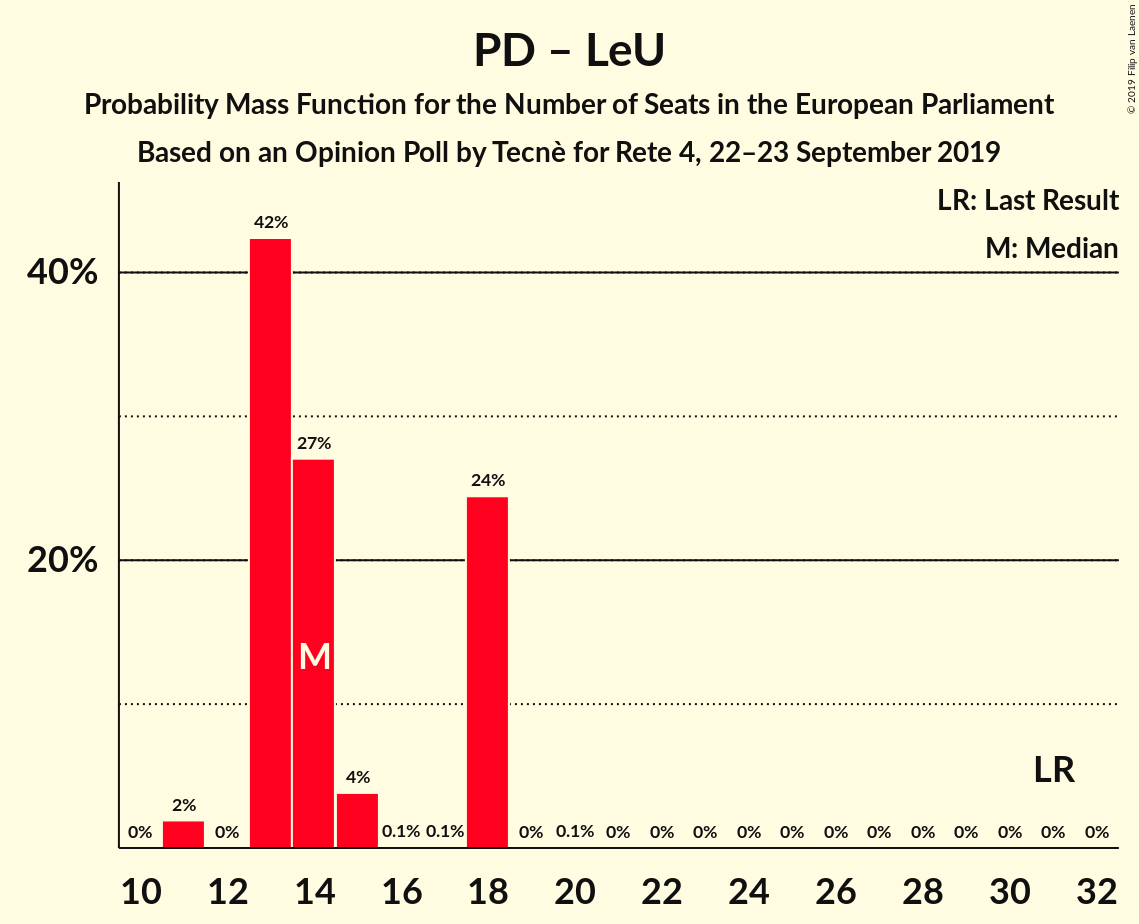 PD – LeU
Probability Mass Function for the Number of Seats in the European Parliament
Based on an Opinion Poll by Tecnè for Rete 4, 22–23 September 2019
© 2019 Filip van Laenen
LR: Last Result
M: Median
40%
20%
0%
2%
0%
42%
27%
4%
0.1%
0.1%
24%
0%
0.1%
0%
0%
0%
0%
0%
0%
0%
0%
0%
0%
0%
0%
M
LR
10 12 14 16 18 20 22 24 26 28 30 32